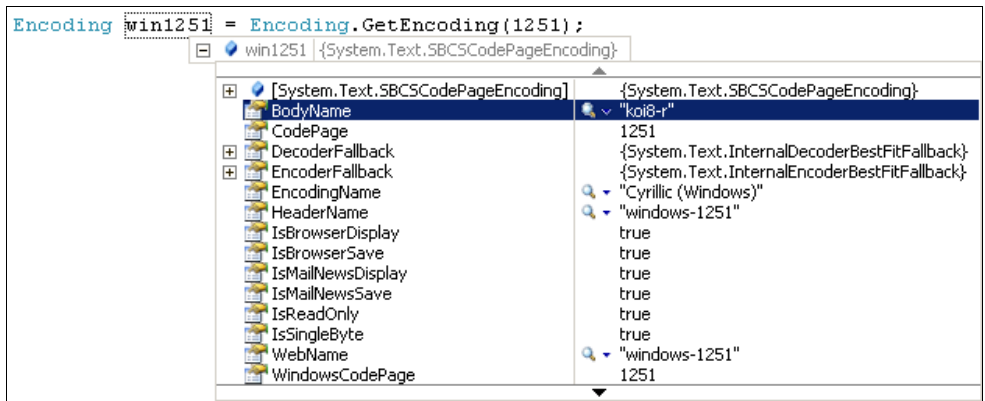 Encoding win1251 = Encoding.GetEncoding(1251);
win1251 {System.Text.SBCSCodePageEncoding}
[System.Text.SBCSCodePageEncoding] {System.Text.SBCSCodePageEncoding}
BodyName "koi8-r"
CodePage 1251
DecoderFallback {System.Text.InternalDecoderBestFitFallback}
EncoderFallback {System.Text.InternalEncoderBestFitFallback}
EncodingName "Cyrillic (Windows)"
HeaderName "windows-1251"
IsBrowserDisplay true
IsBrowserSave true
IsMailNewsDisplay true
IsMailNewsSave true
IsReadOnly true
IsSingleByte true
WebName "windows-1251"
WindowsCodePage 1251